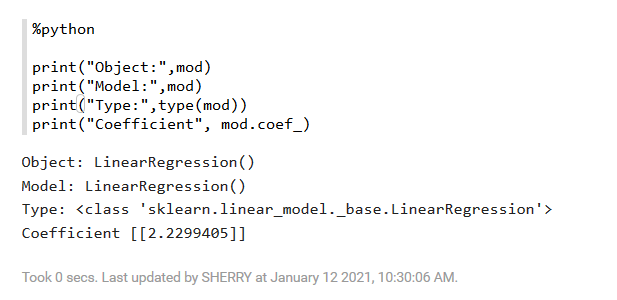 %python
print("Object:",mod)
print("Model:",mod)
print("Type:",type(mod))
print("Coefficient", mod.coef_)
Object: LinearRegression()
Model: LinearRegression()
Type: <class 'sklearn.linear_model._base.LinearRegression'>
Coefficient [[2.2299405]]
Took 0 secs. Last updated by SHERRY at January 12 2021, 10:30:06 AM.